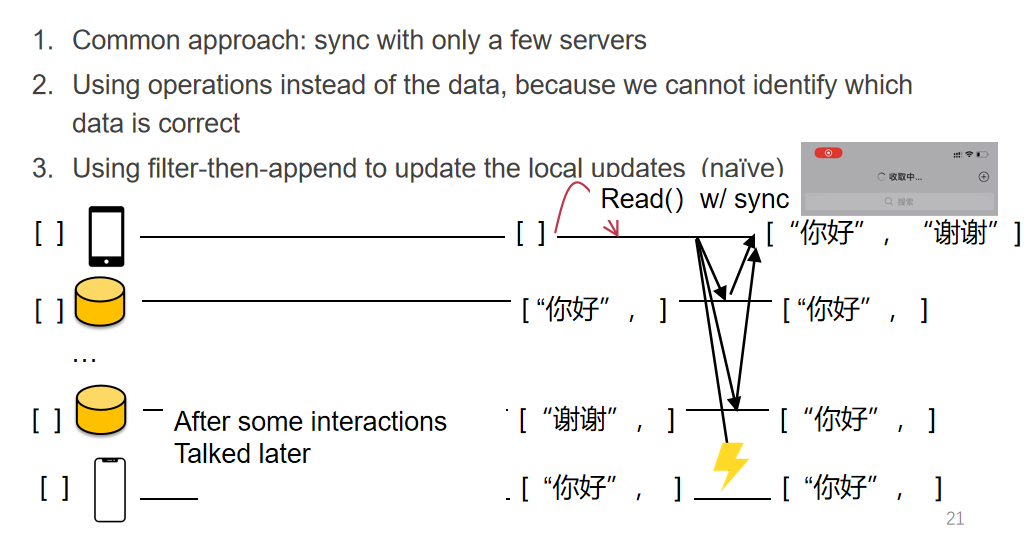 1. Common approach: sync with only a few servers
2. Using operations instead of the data, because we cannot identify which
data is correct
3. Using filter-then-append to update the local updates (naïve)
收取中...
搜索
Read() w/ sync
[ ] [ ] [ “你好” , “谢谢” ]
[ ] [ “你好” , ] [ “你好” , ]
...
[ ] [ “谢谢” , ] [ “你好” , ]
After some interactions
Talked later
[ ] [ “你好” , ] [ “你好” , ]
21